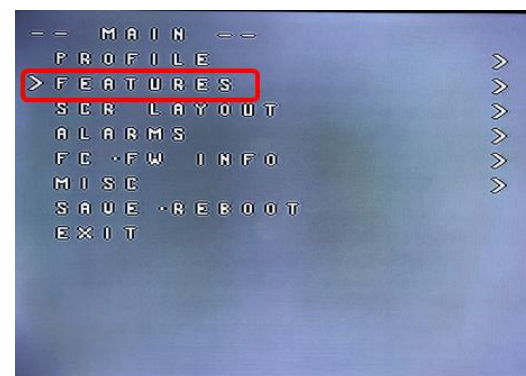 -- MAIN --
PROFILE >
> FEATURES >
SCR LAYOUT >
ALARMS >
FC-FW INFO >
MISC >
SAVE-REBOOT
EXIT